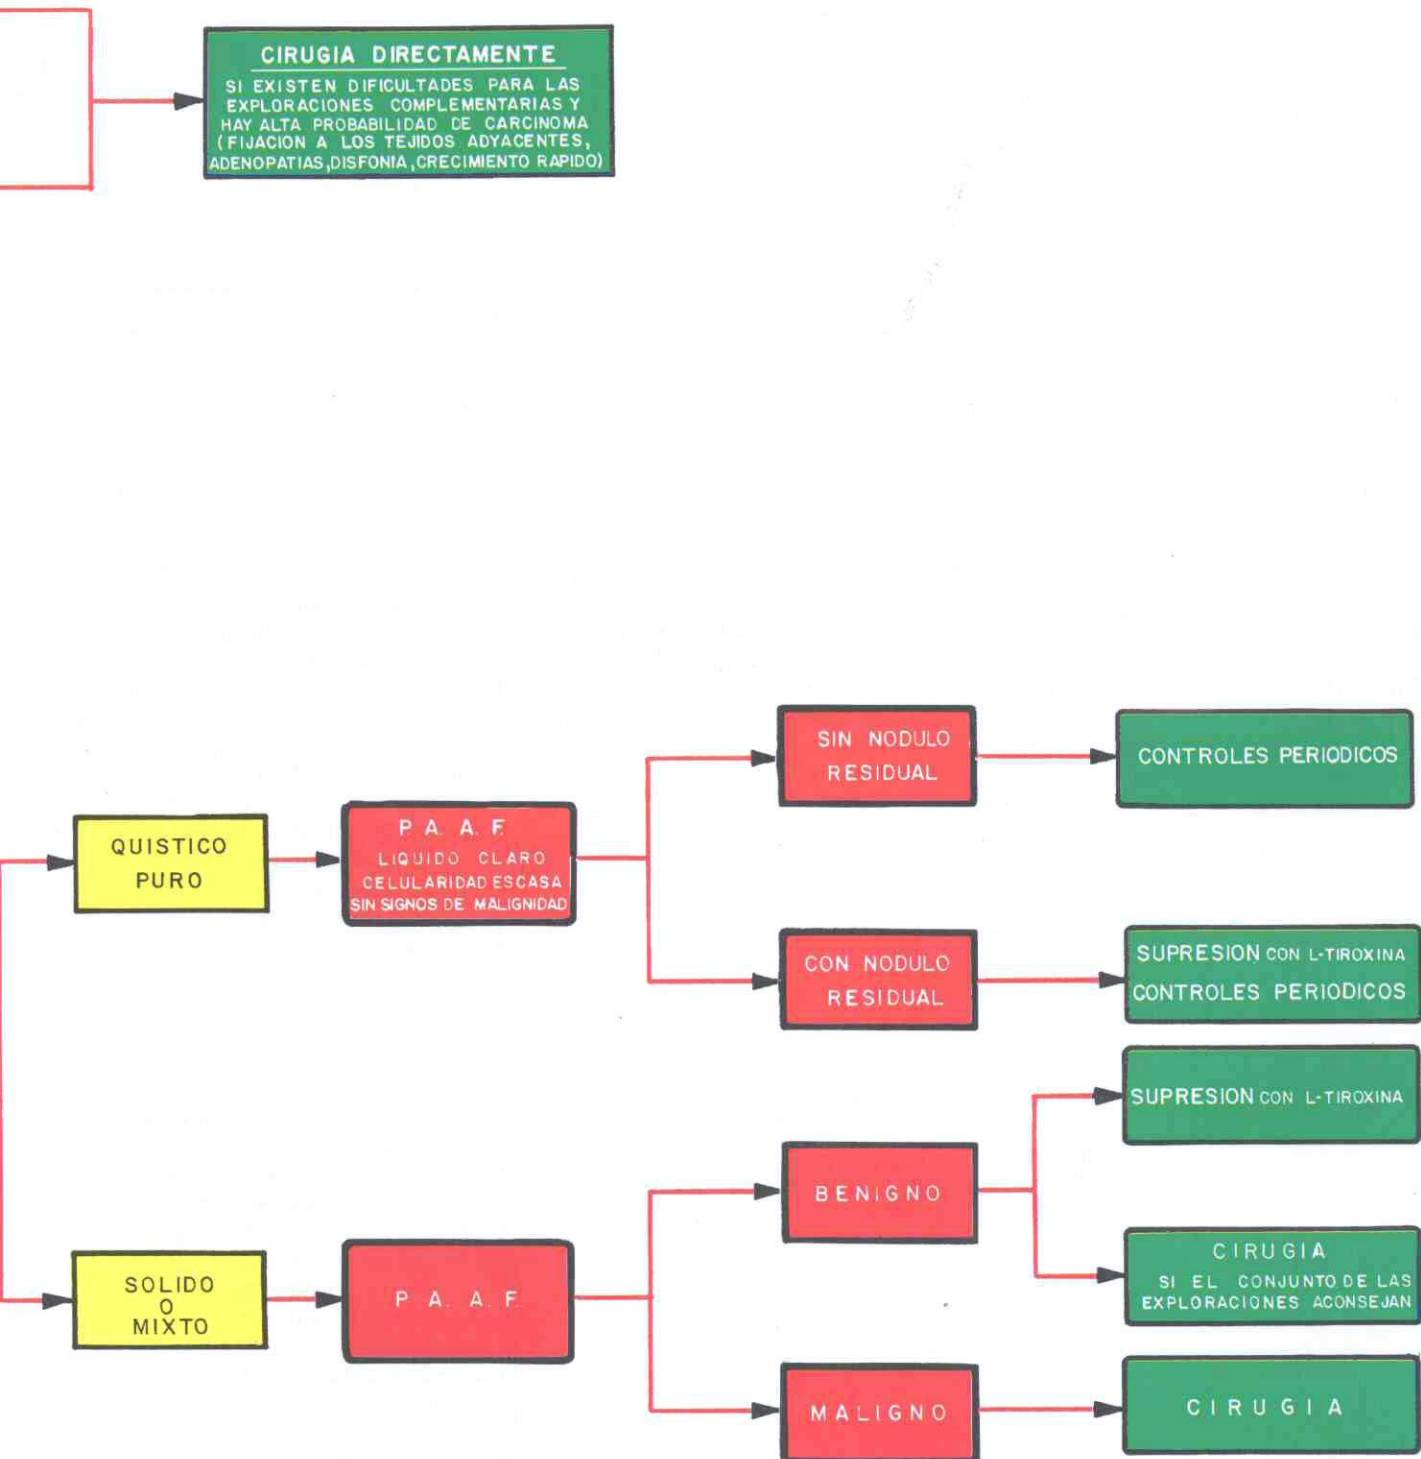 CIRUGIA DIRECTAMENTE
SI EXISTEN DIFICULTADES PARA LAS
EXPLORACIONES COMPLEMENTARIAS Y
HAY ALTA PROBABILIDAD DE CARCINOMA
(FIJACION A LOS TEJIDOS ADYACENTES,
ADENOPATIAS, DISFONIA, CRECIMIENTO RAPIDO)
QUISTICO
PURO
P. A. A. F.
LIQUIDO CLARO
CELULARIDAD ESCASA
SIN SIGNOS DE MALIGNIDAD
SIN NODULO
RESIDUAL
CONTROLES PERIODICOS
CON NODULO
RESIDUAL
SUPRESION CON L-TIROXINA
CONTROLES PERIODICOS
SOLIDO
O
MIXTO
P. A. A. F.
BENIGNO
SUPRESION CON L-TIROXINA
CIRUGIA
SI EL CONJUNTO DE LAS
EXPLORACIONES ACONSEJAN
MALIGNO
CIRUGIA